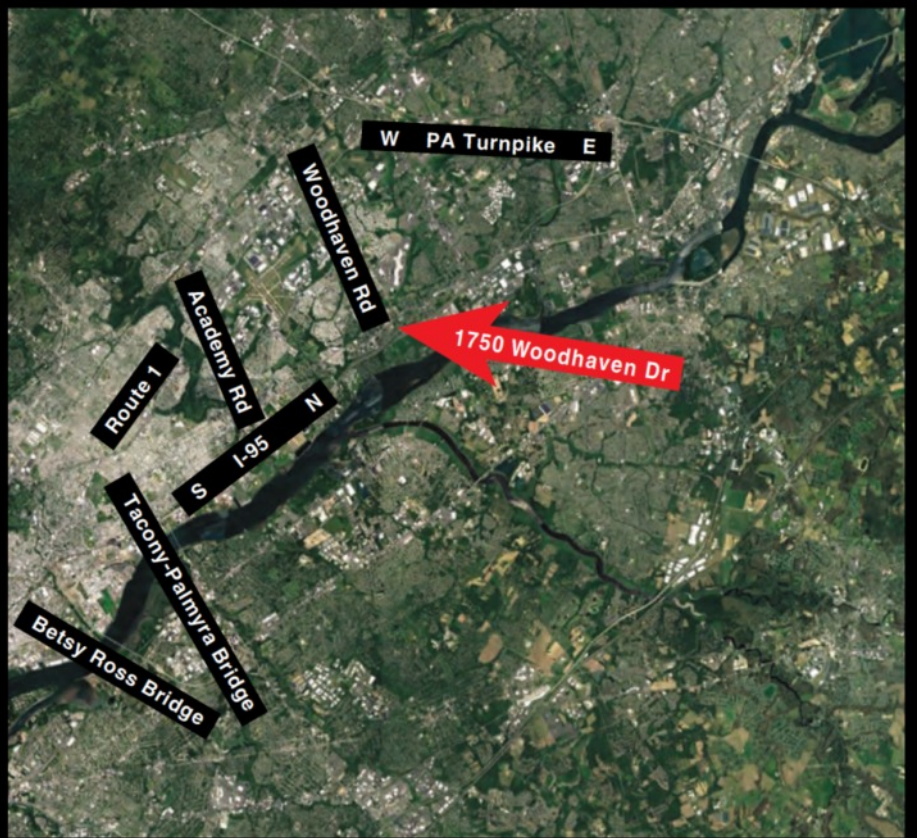 W PA Turnpike E
Woodhaven Rd
Academy Rd
1750 Woodhaven Dr
Route 1
S I-95 N
Tacony-Palmyra Bridge
Betsy Ross Bridge